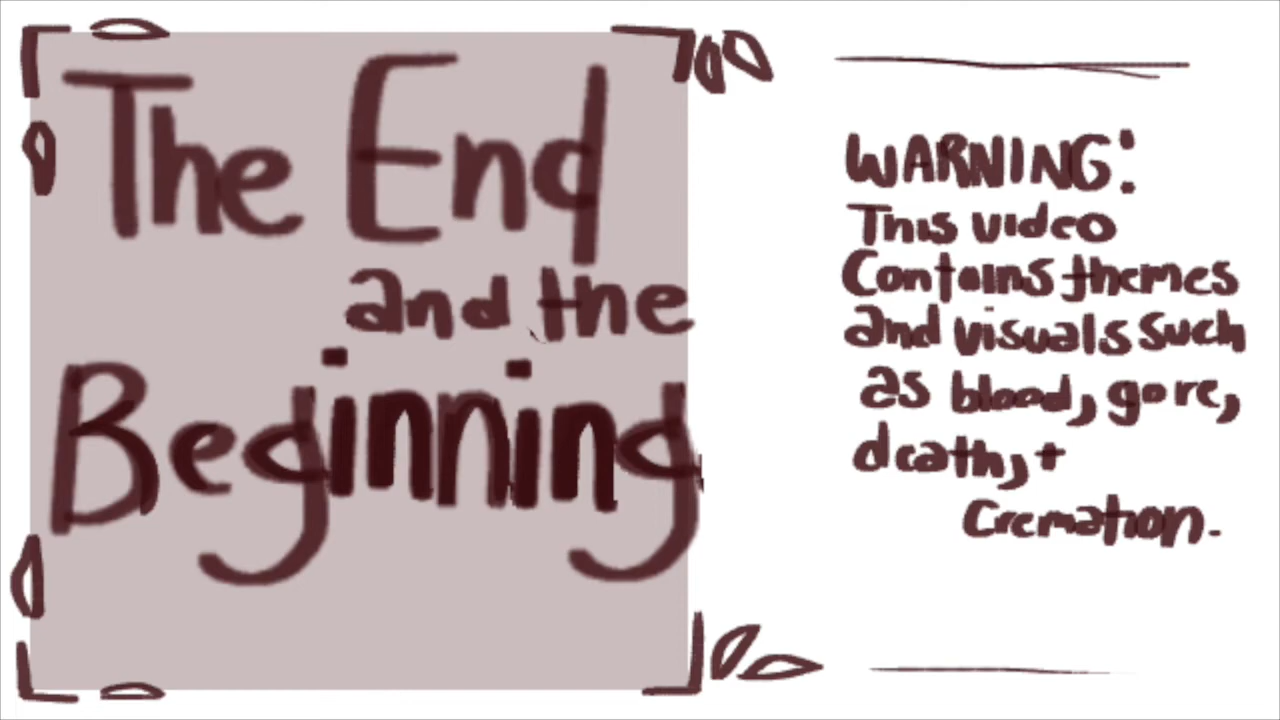 The End
and the
Beginning
WARNING:
This video
Contains themes
and visuals such
as blood, gore,
death, +
Cremation.